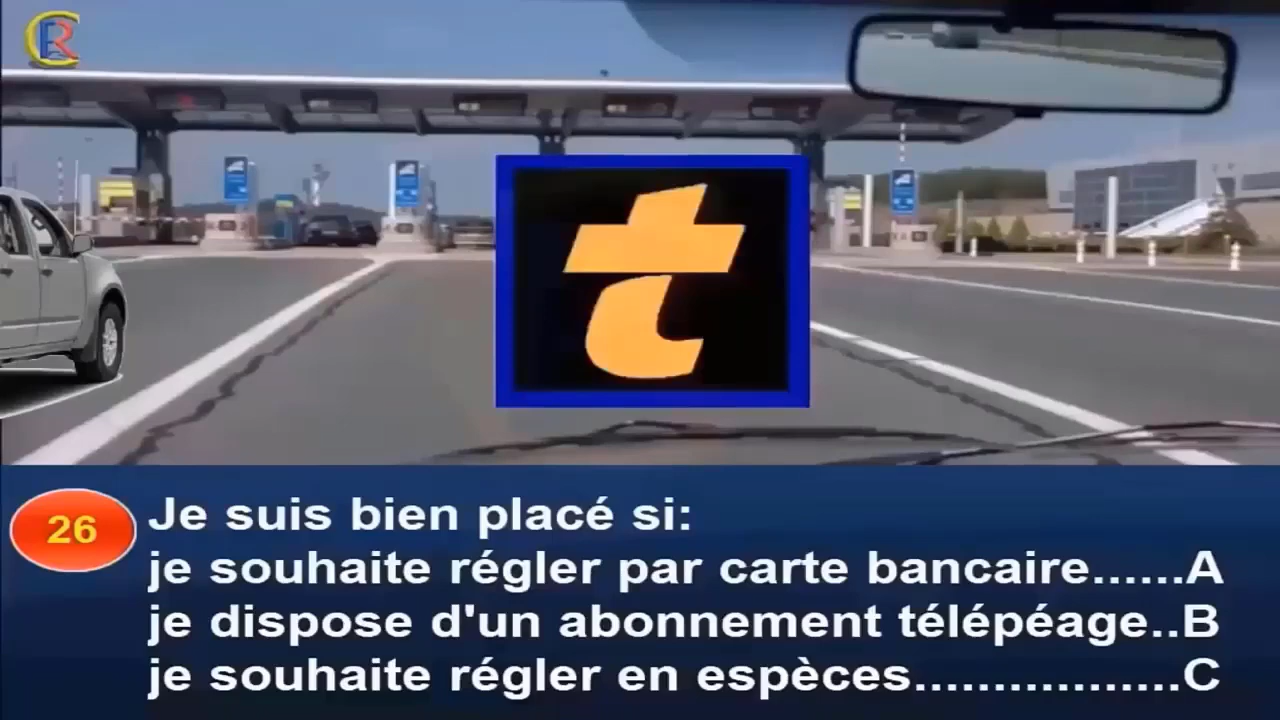 CER
t
26
Je suis bien placé si:
je souhaite régler par carte bancaire......A
je dispose d'un abonnement télépéage..B
je souhaite régler en espèces.................C